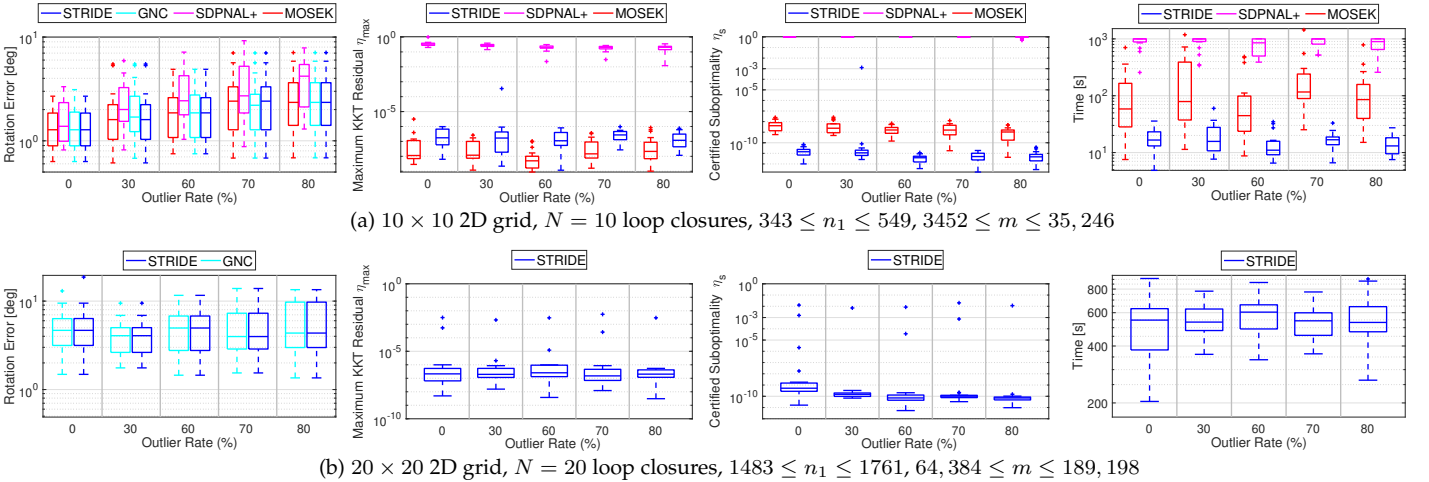 STRIDE GNC SDPNAL+ MOSEK
Rotation Error [deg]
10^1
10^0
0 30 60 70 80
Outlier Rate (%)
STRIDE SDPNAL+ MOSEK
Maximum KKT Residual η_max
10^0
10^-5
0 30 60 70 80
Outlier Rate (%)
STRIDE SDPNAL+ MOSEK
Certified Suboptimality η_s
10^0
10^-3
10^-5
10^-10
0 30 60 70 80
Outlier Rate (%)
STRIDE SDPNAL+ MOSEK
Time [s]
10^3
10^2
10^1
0 30 60 70 80
Outlier Rate (%)
(a) 10 × 10 2D grid, N = 10 loop closures, 343 ≤ n_1 ≤ 549, 3452 ≤ m ≤ 35, 246
STRIDE GNC
Rotation Error [deg]
10^1
10^0
0 30 60 70 80
Outlier Rate (%)
STRIDE
Maximum KKT Residual η_max
10^0
10^-5
10^-10
0 30 60 70 80
Outlier Rate (%)
STRIDE
Certified Suboptimality η_s
10^0
10^-3
10^-5
10^-10
0 30 60 70 80
Outlier Rate (%)
STRIDE
Time [s]
800
600
400
200
0 30 60 70 80
Outlier Rate (%)
(b) 20 × 20 2D grid, N = 20 loop closures, 1483 ≤ n_1 ≤ 1761, 64, 384 ≤ m ≤ 189, 198